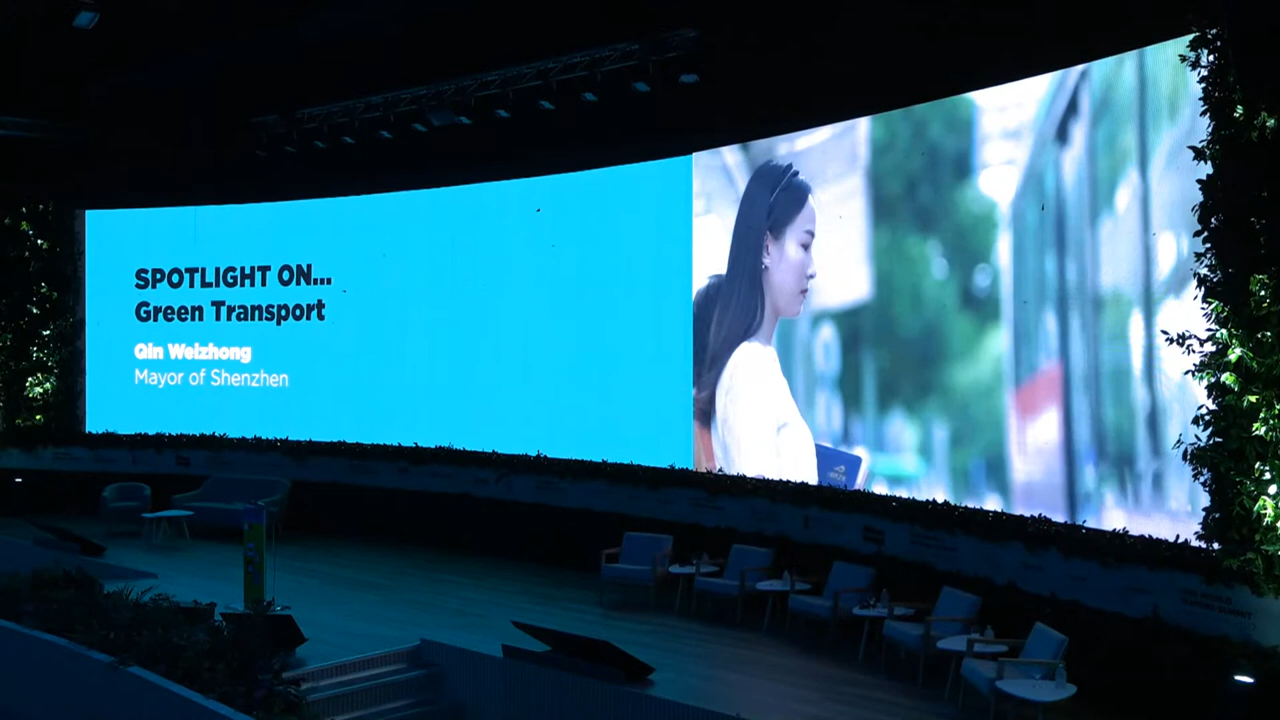 SPOTLIGHT ON...
Green Transport
Qin Weizhong
Mayor of Shenzhen